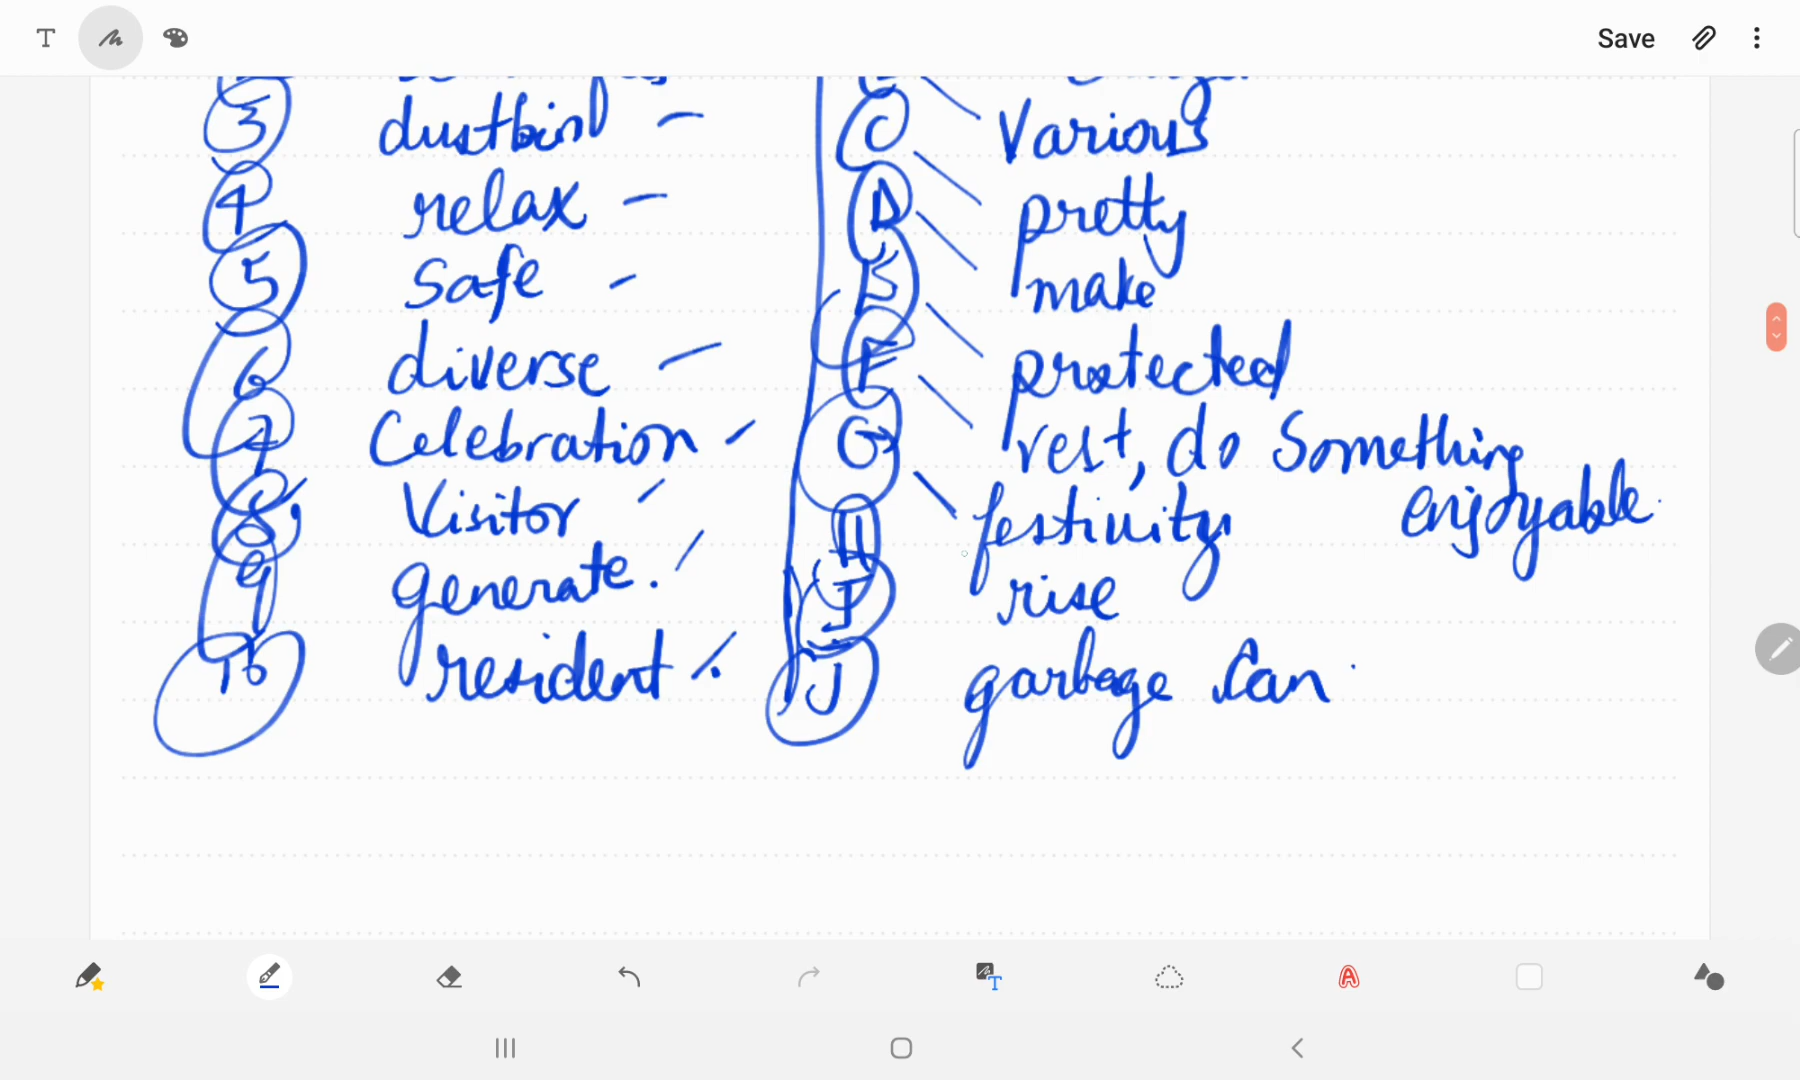 T Save
3 dustbin - C Various
4 relax - D pretty
5 Safe - E make
6 diverse - F protected
7 Celebration - G rest, do Something
enjoyable.
8 Visitor - H festivity
9 generate. - I rise
10 resident - J garbage Can.
T
A